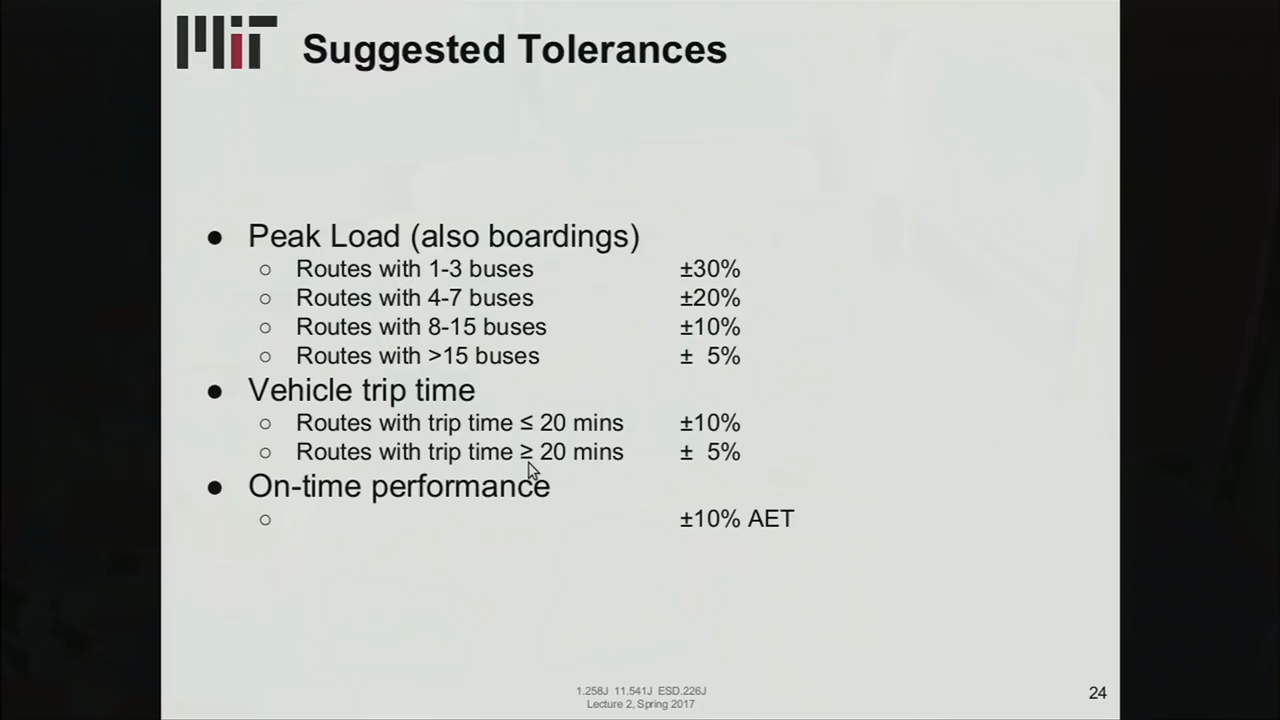 MIT
Suggested Tolerances
● Peak Load (also boardings)
○ Routes with 1-3 buses ±30%
○ Routes with 4-7 buses ±20%
○ Routes with 8-15 buses ±10%
○ Routes with >15 buses ± 5%
● Vehicle trip time
○ Routes with trip time ≤ 20 mins ±10%
○ Routes with trip time ≥ 20 mins ± 5%
● On-time performance
○ ±10% AET
1.258J 11.541J ESD.226J
Lecture 2, Spring 2017
24